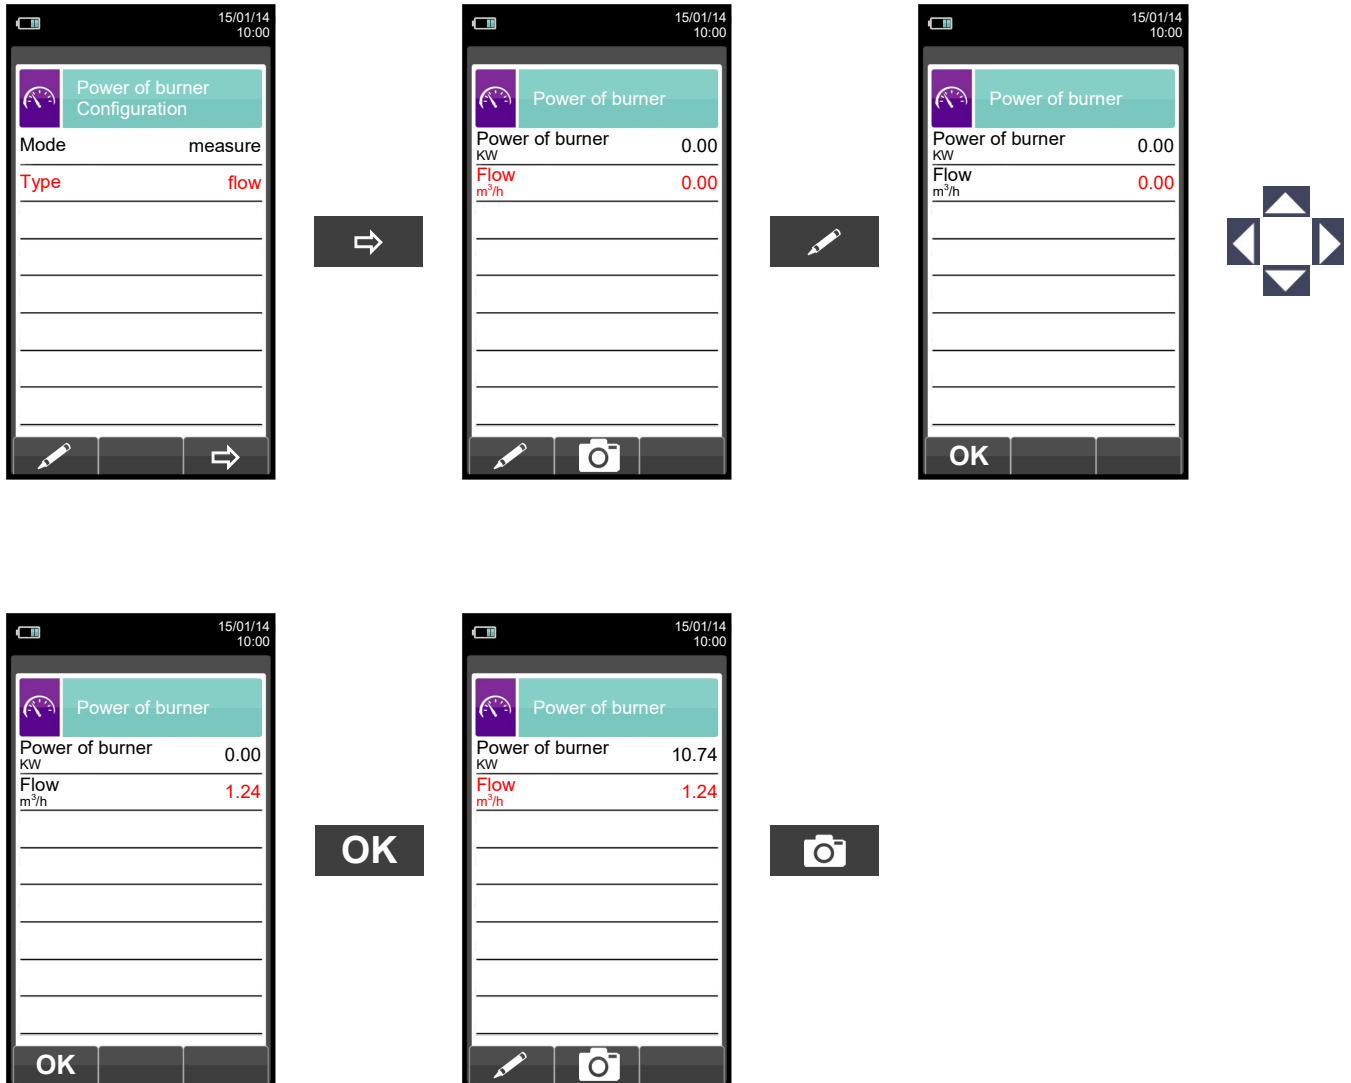 15/01/14
10:00
Power of burner
Configuration
Mode measure
Type flow
15/01/14
10:00
Power of burner
Power of burner 0.00
KW
Flow 0.00
m³/h
15/01/14
10:00
Power of burner
Power of burner 0.00
KW
Flow 0.00
m³/h
OK
15/01/14
10:00
Power of burner
Power of burner 0.00
KW
Flow 1.24
m³/h
OK
OK
15/01/14
10:00
Power of burner
Power of burner 10.74
KW
Flow 1.24
m³/h